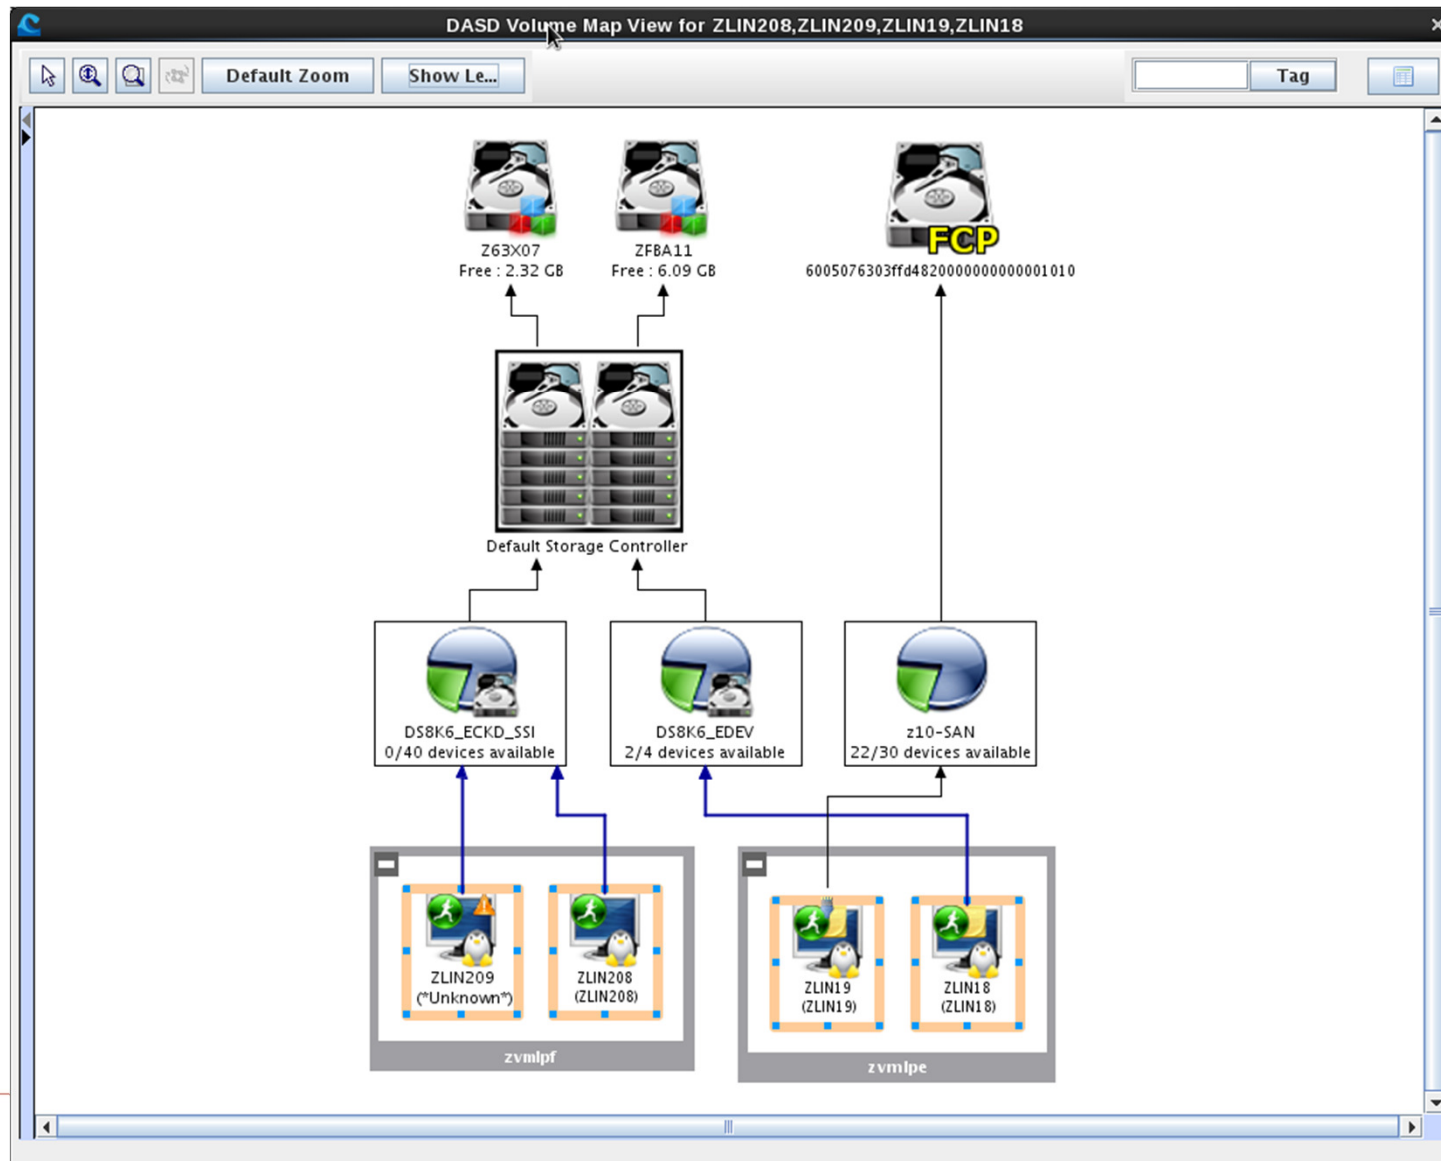 DASD Volume Map View for ZLIN208,ZLIN209,ZLIN19,ZLIN18
Default Zoom
Show Le...
Tag
Z63X07
Free : 2.32 GB
ZFBA11
Free : 6.09 GB
FCP
6005076303ffd4820000000000001010
Default Storage Controller
DS8K6_ECKD_SSI
0/40 devices available
DS8K6_EDEV
2/4 devices available
z10-SAN
22/30 devices available
ZLIN209
(*Unknown*)
ZLIN208
(ZLIN208)
ZLIN19
(ZLIN19)
ZLIN18
(ZLIN18)
zvmlpf
zvmlpe